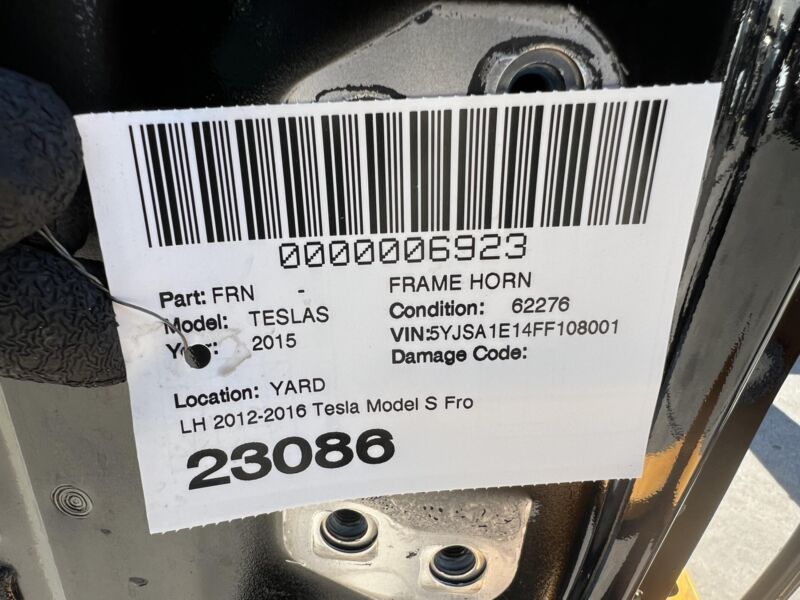 0000006923
Part: FRN - FRAME HORN
Model: TESLAS Condition: 62276
Year: 2015 VIN:5YJSA1E14FF108001
Damage Code:
Location: YARD
LH 2012-2016 Tesla Model S Fro
23086